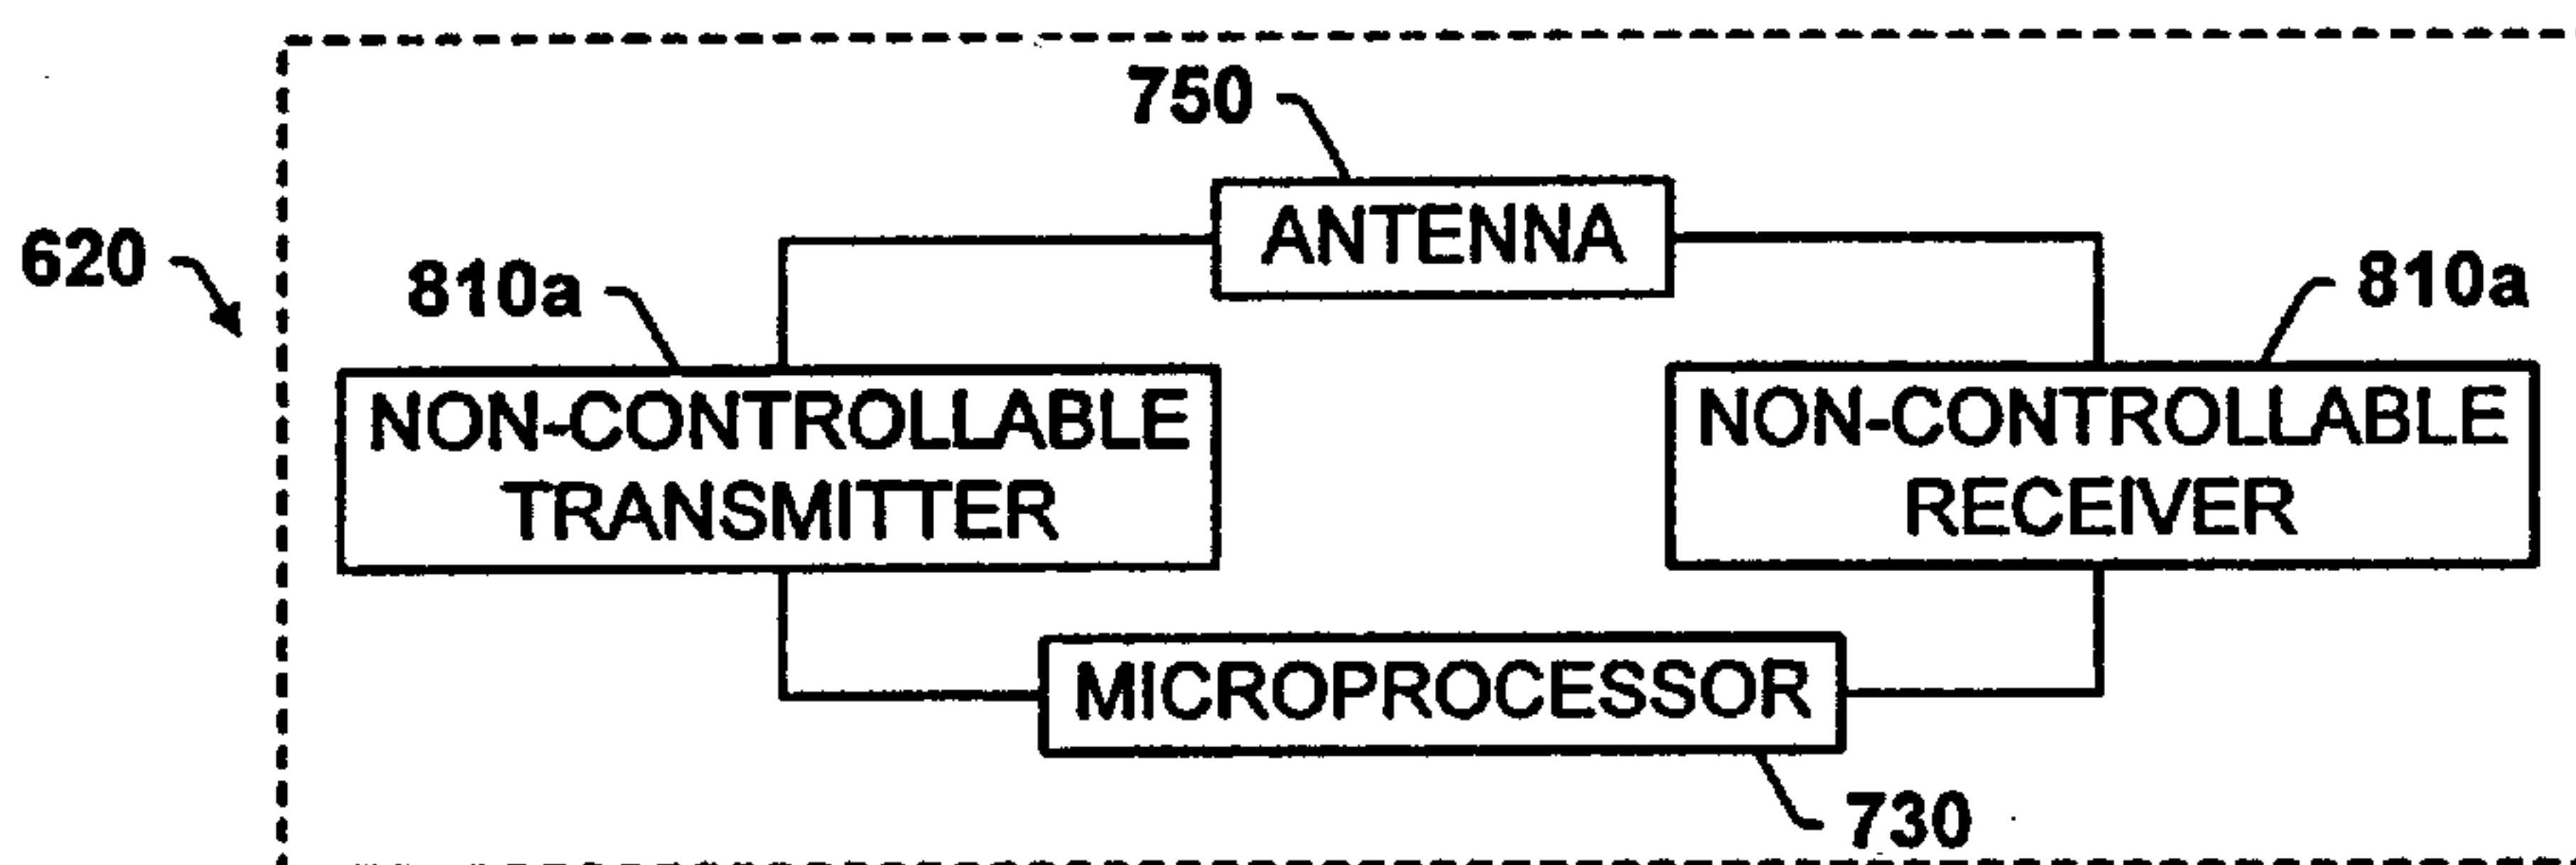 750
ANTENNA
620
810a
810a
NON-CONTROLLABLE
TRANSMITTER
NON-CONTROLLABLE
RECEIVER
MICROPROCESSOR
730